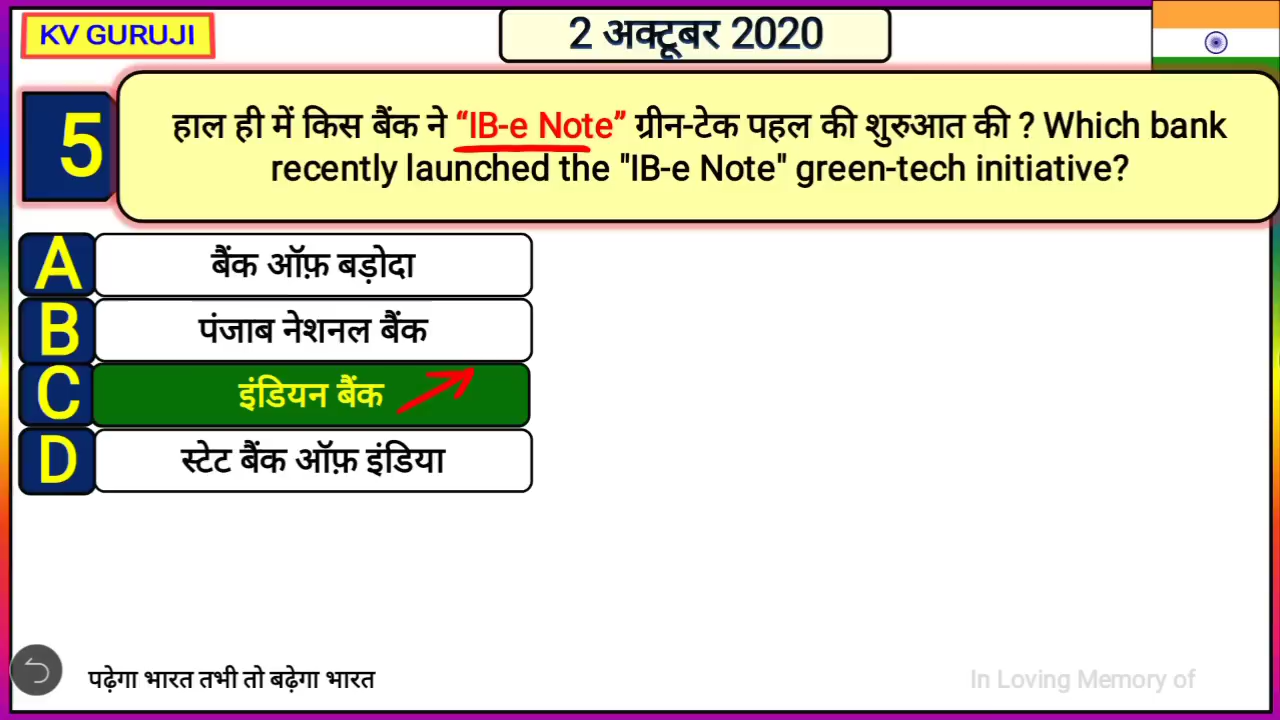 KV GURUJI
2 अक्टूबर 2020
5
हाल ही में किस बैंक ने “IB-e Note” ग्रीन-टेक पहल की शुरुआत की ? Which bank
recently launched the "IB-e Note" green-tech initiative?
A बैंक ऑफ़ बड़ोदा
B पंजाब नेशनल बैंक
C इंडियन बैंक
D स्टेट बैंक ऑफ़ इंडिया
पढ़ेगा भारत तभी तो बढ़ेगा भारत
In Loving Memory of